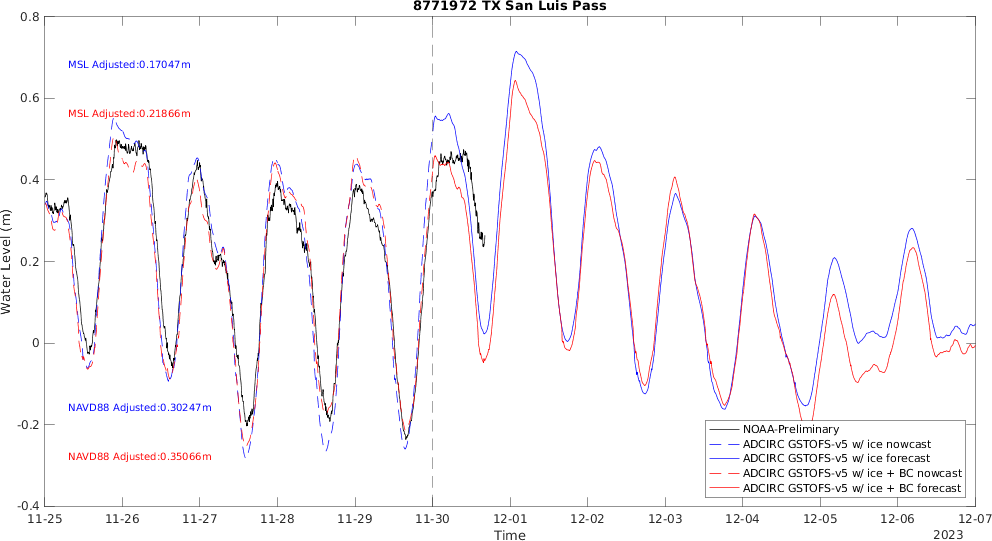 8771972 TX San Luis Pass
0.8
0.6
0.4
0.2
0
-0.2
-0.4
Water Level (m)
MSL Adjusted:0.17047m
MSL Adjusted:0.21866m
NAVD88 Adjusted:0.30247m
NAVD88 Adjusted:0.35066m
NOAA-Preliminary
ADCIRC GSTOFS-v5 w/ ice nowcast
ADCIRC GSTOFS-v5 w/ ice forecast
ADCIRC GSTOFS-v5 w/ ice + BC nowcast
ADCIRC GSTOFS-v5 w/ ice + BC forecast
11-25 11-26 11-27 11-28 11-29 11-30 12-01 12-02 12-03 12-04 12-05 12-06 12-07
Time
2023